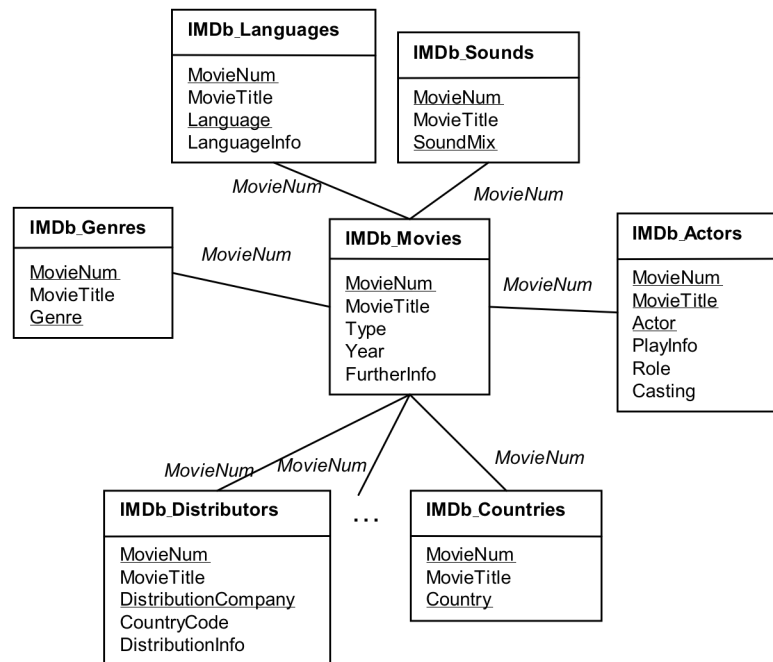 IMDb_Languages
MovieNum
MovieTitle
Language
LanguageInfo
IMDb_Sounds
MovieNum
MovieTitle
SoundMix
MovieNum
MovieNum
IMDb_Genres
MovieNum
MovieTitle
Genre
MovieNum
IMDb_Movies
MovieNum
MovieTitle
Type
Year
FurtherInfo
MovieNum
IMDb_Actors
MovieNum
MovieTitle
Actor
PlayInfo
Role
Casting
MovieNum
MovieNum
MovieNum
IMDb_Distributors
MovieNum
MovieTitle
DistributionCompany
CountryCode
DistributionInfo
...
IMDb_Countries
MovieNum
MovieTitle
Country